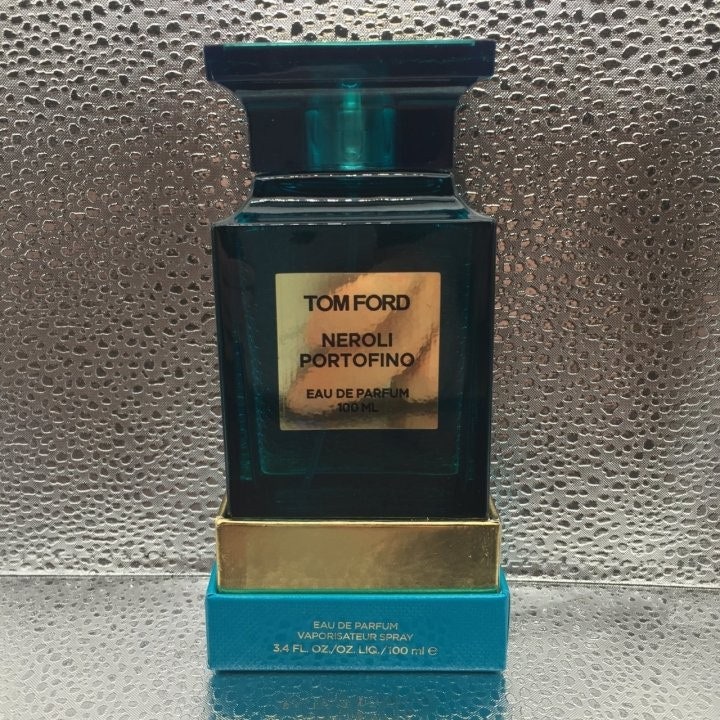 TOM FORD
NEROLI
PORTOFINO
EAU DE PARFUM
100 ML
EAU DE PARFUM
VAPORISATEUR SPRAY
3.4 FL. OZ./OZ. LIQ./100 ml ℮